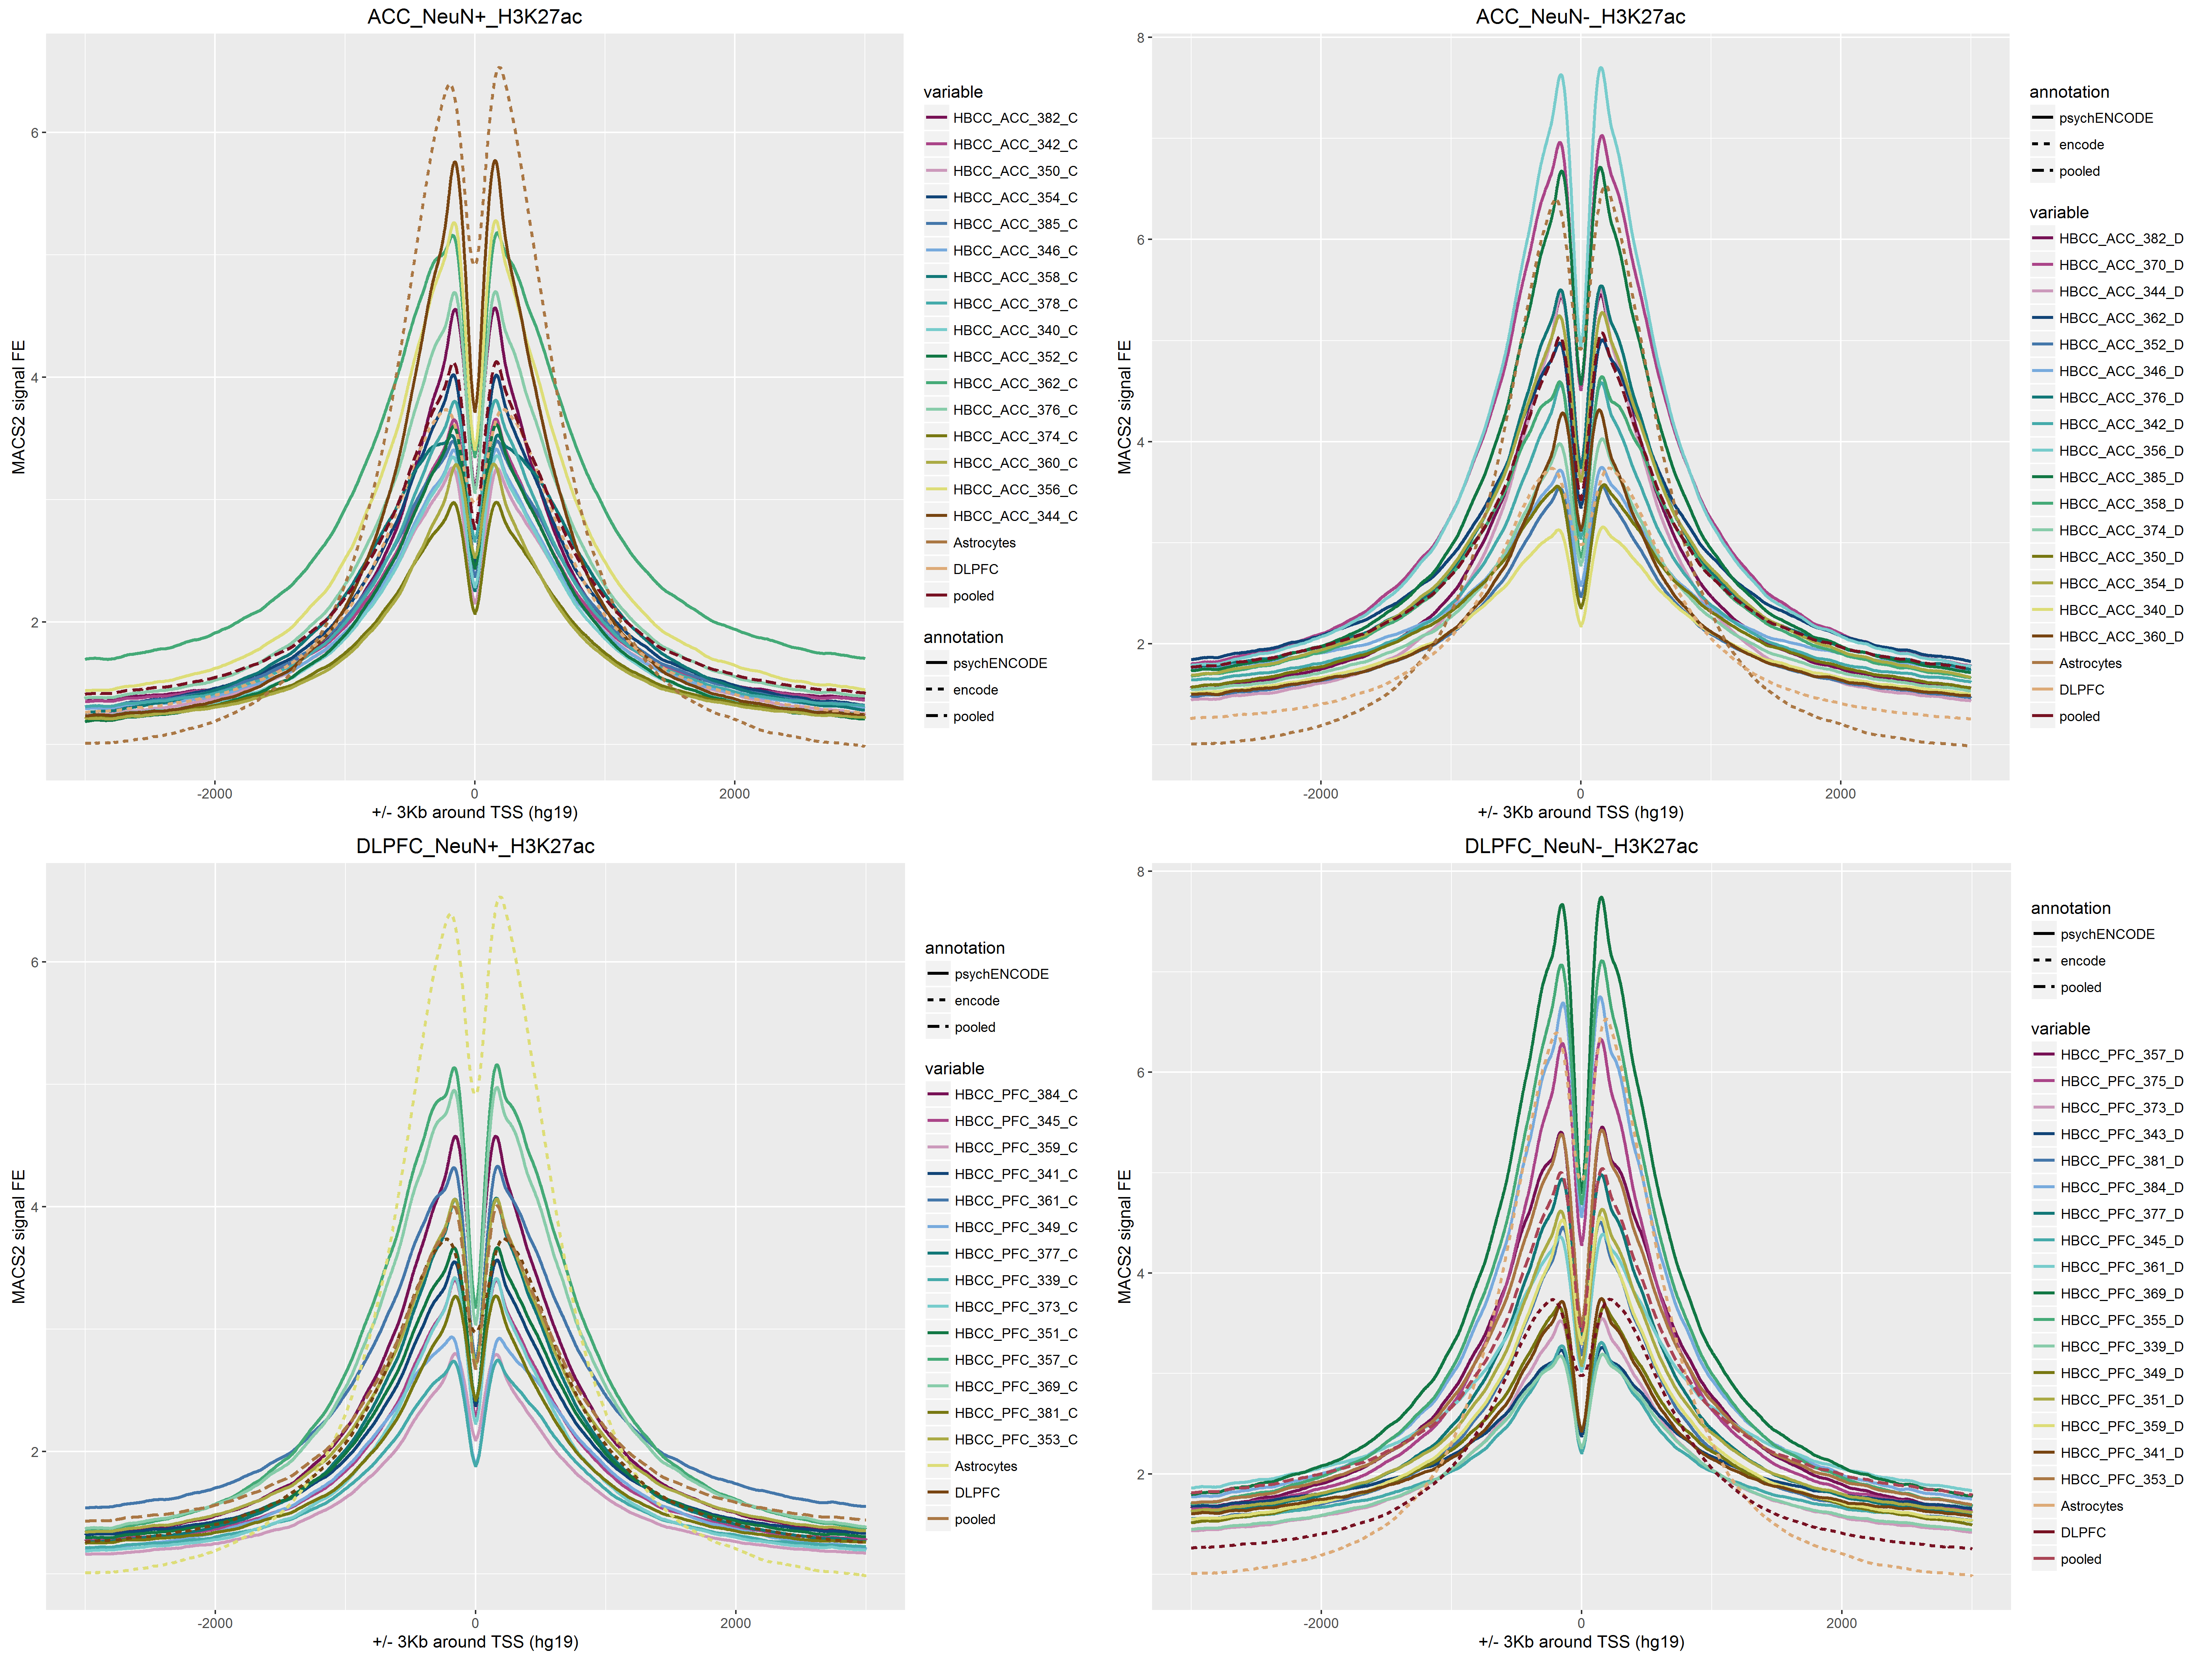 ACC_NeuN+_H3K27ac
MACS2 signal FE
6
4
2
-2000
0
2000
+/- 3Kb around TSS (hg19)
variable
HBCC_ACC_382_C
HBCC_ACC_342_C
HBCC_ACC_350_C
HBCC_ACC_354_C
HBCC_ACC_385_C
HBCC_ACC_346_C
HBCC_ACC_358_C
HBCC_ACC_378_C
HBCC_ACC_340_C
HBCC_ACC_352_C
HBCC_ACC_362_C
HBCC_ACC_376_C
HBCC_ACC_374_C
HBCC_ACC_360_C
HBCC_ACC_356_C
HBCC_ACC_344_C
Astrocytes
DLPFC
pooled
annotation
psychENCODE
encode
pooled
ACC_NeuN-_H3K27ac
MACS2 signal FE
8
6
4
2
-2000
0
2000
+/- 3Kb around TSS (hg19)
annotation
psychENCODE
encode
pooled
variable
HBCC_ACC_382_D
HBCC_ACC_370_D
HBCC_ACC_344_D
HBCC_ACC_362_D
HBCC_ACC_352_D
HBCC_ACC_346_D
HBCC_ACC_376_D
HBCC_ACC_342_D
HBCC_ACC_356_D
HBCC_ACC_385_D
HBCC_ACC_358_D
HBCC_ACC_374_D
HBCC_ACC_350_D
HBCC_ACC_354_D
HBCC_ACC_340_D
HBCC_ACC_360_D
Astrocytes
DLPFC
pooled
DLPFC_NeuN+_H3K27ac
MACS2 signal FE
6
4
2
-2000
0
2000
+/- 3Kb around TSS (hg19)
annotation
psychENCODE
encode
pooled
variable
HBCC_PFC_384_C
HBCC_PFC_345_C
HBCC_PFC_359_C
HBCC_PFC_341_C
HBCC_PFC_361_C
HBCC_PFC_349_C
HBCC_PFC_377_C
HBCC_PFC_339_C
HBCC_PFC_373_C
HBCC_PFC_351_C
HBCC_PFC_357_C
HBCC_PFC_369_C
HBCC_PFC_381_C
HBCC_PFC_353_C
Astrocytes
DLPFC
pooled
DLPFC_NeuN-_H3K27ac
MACS2 signal FE
8
6
4
2
-2000
0
2000
+/- 3Kb around TSS (hg19)
annotation
psychENCODE
encode
pooled
variable
HBCC_PFC_357_D
HBCC_PFC_375_D
HBCC_PFC_373_D
HBCC_PFC_343_D
HBCC_PFC_381_D
HBCC_PFC_384_D
HBCC_PFC_377_D
HBCC_PFC_345_D
HBCC_PFC_361_D
HBCC_PFC_369_D
HBCC_PFC_355_D
HBCC_PFC_339_D
HBCC_PFC_349_D
HBCC_PFC_351_D
HBCC_PFC_359_D
HBCC_PFC_341_D
HBCC_PFC_353_D
Astrocytes
DLPFC
pooled